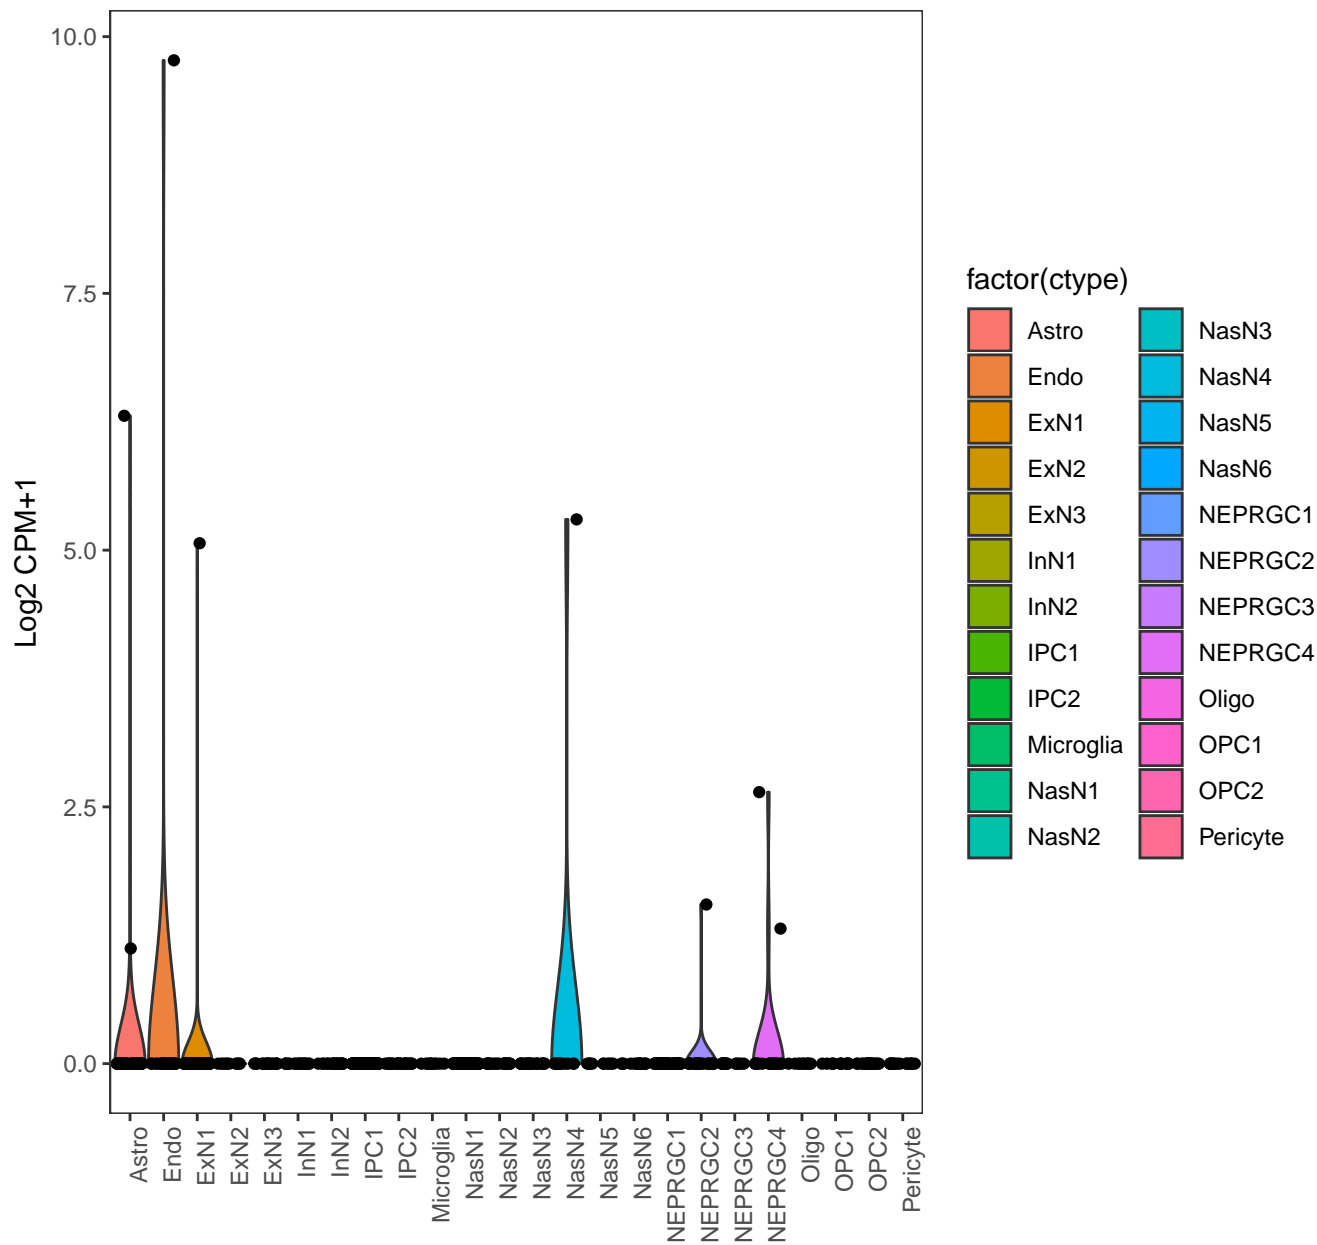 10.0
7.5
5.0
2.5
0.0
Log2 CPM+1
Astro
Endo
ExN1
ExN2
ExN3
InN1
InN2
IPC1
IPC2
Microglia
NasN1
NasN2
NasN3
NasN4
NasN5
NasN6
NEPRGC1
NEPRGC2
NEPRGC3
NEPRGC4
Oligo
OPC1
OPC2
Pericyte
factor(ctype)
Astro
Endo
ExN1
ExN2
ExN3
InN1
InN2
IPC1
IPC2
Microglia
NasN1
NasN2
NasN3
NasN4
NasN5
NasN6
NEPRGC1
NEPRGC2
NEPRGC3
NEPRGC4
Oligo
OPC1
OPC2
Pericyte